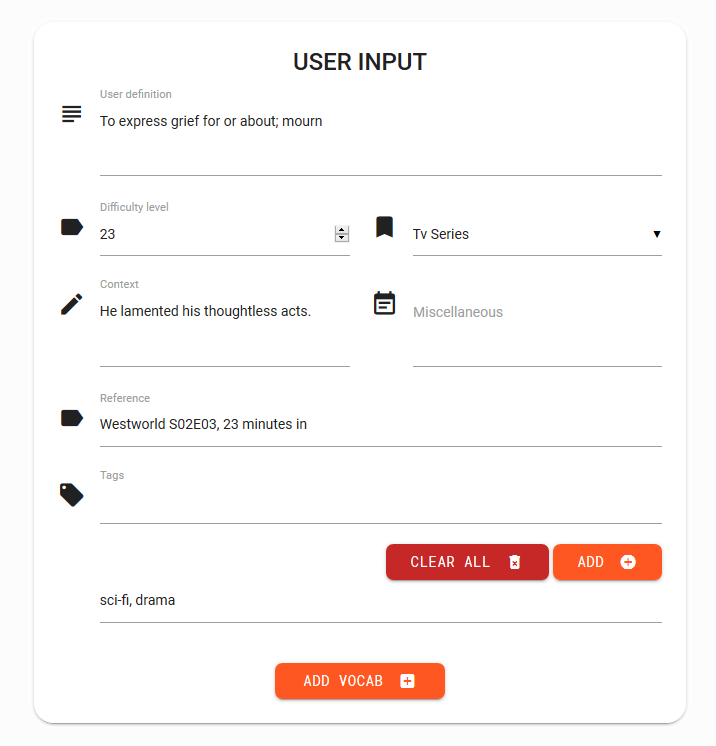 USER INPUT
User definition
To express grief for or about; mourn
Difficulty level
23
Tv Series
Context
He lamented his thoughtless acts.
Miscellaneous
Reference
Westworld S02E03, 23 minutes in
Tags
CLEAR ALL
ADD
sci-fi, drama
ADD VOCAB